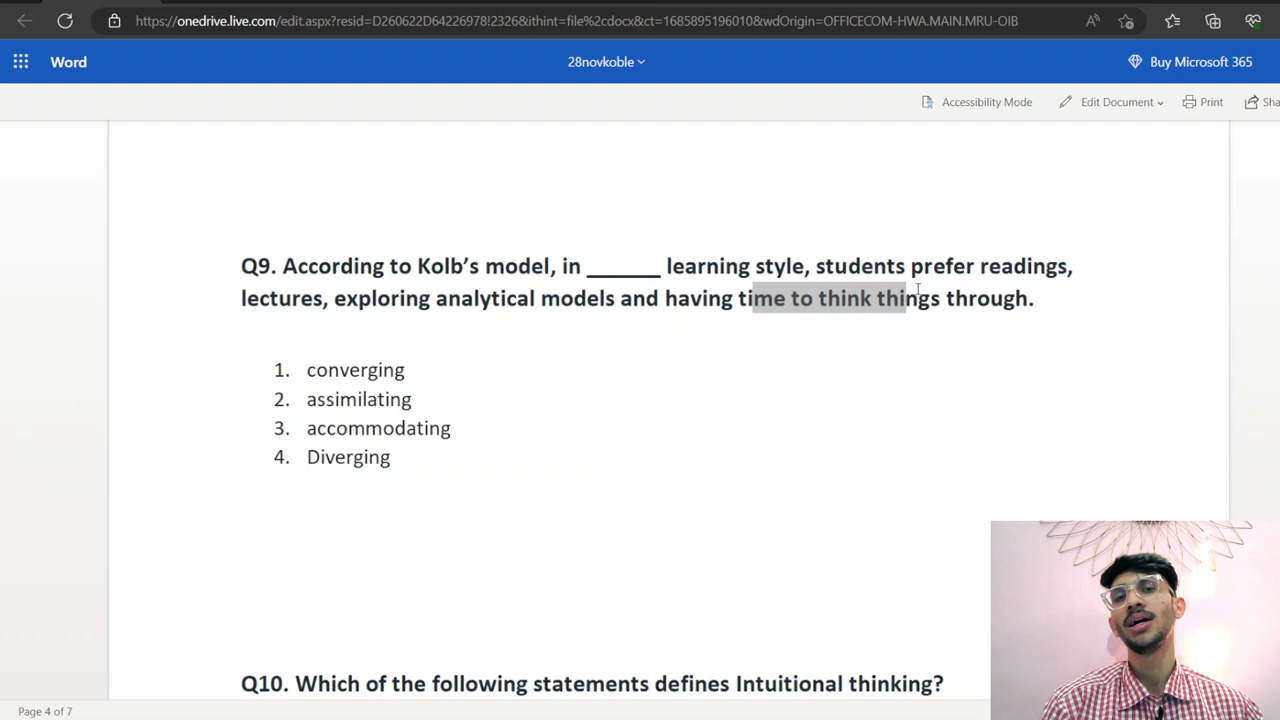 https://onedrive.live.com/edit.aspx?resid=D260622D64226978!2326&ithint=file%2cdocx&ct=1685895196010&wdOrigin=OFFICECOM-HWA.MAIN.MRU-OIB
Word
28novkoble
Buy Microsoft 365
Accessibility Mode
Edit Document
Print
Sha
Q9. According to Kolb’s model, in ______ learning style, students prefer readings,
lectures, exploring analytical models and having time to think things through.
1. converging
2. assimilating
3. accommodating
4. Diverging
Q10. Which of the following statements defines Intuitional thinking?
Page 4 of 7